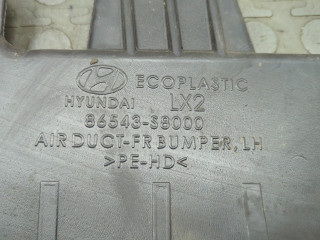 ECOPLASTIC
HYUNDAI LX2
86543-S8000
AIR DUCT-FR BUMPER, LH
>PE-HD<